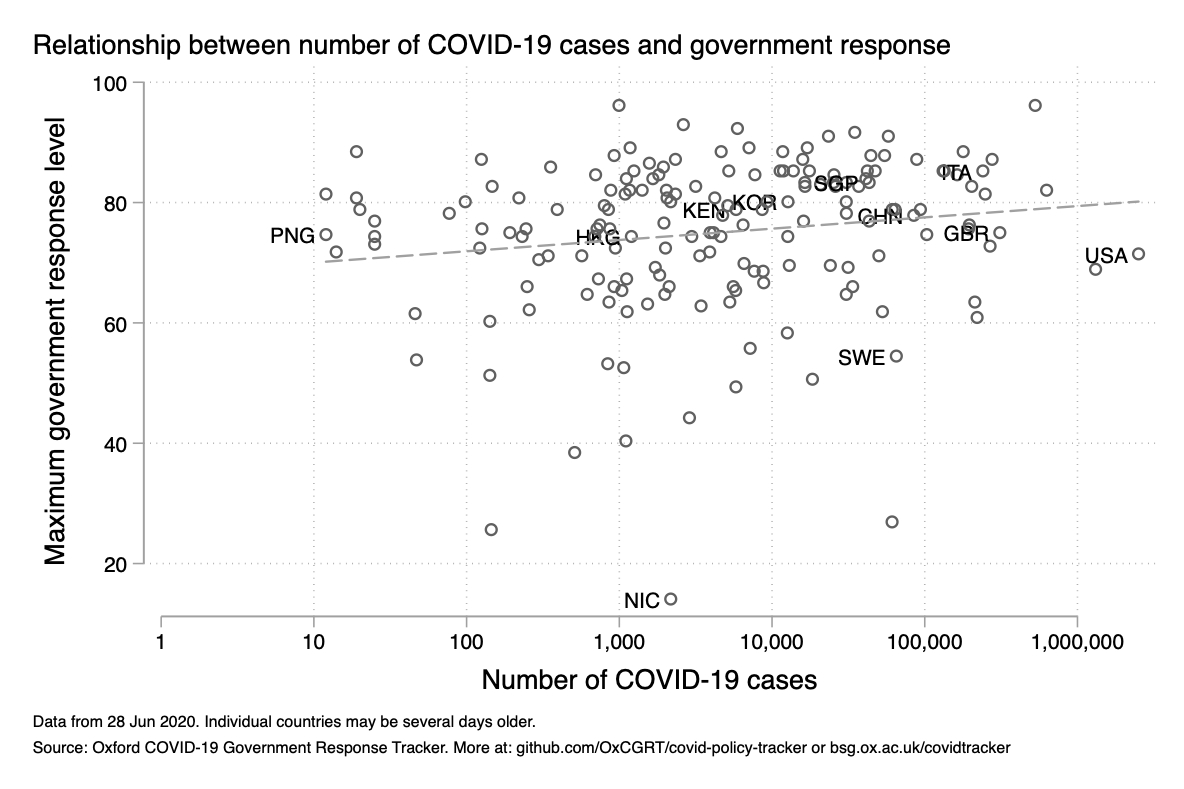 Relationship between number of COVID-19 cases and government response
Maximum government response level
100
80
60
40
20
PNG
HKG
KEN
KOR
SGP
CHN
ITA
GBR
USA
SWE
NIC
1
10
100
1,000
10,000
100,000
1,000,000
Number of COVID-19 cases
Data from 28 Jun 2020. Individual countries may be several days older.
Source: Oxford COVID-19 Government Response Tracker. More at: github.com/OxCGRT/covid-policy-tracker or bsg.ox.ac.uk/covidtracker